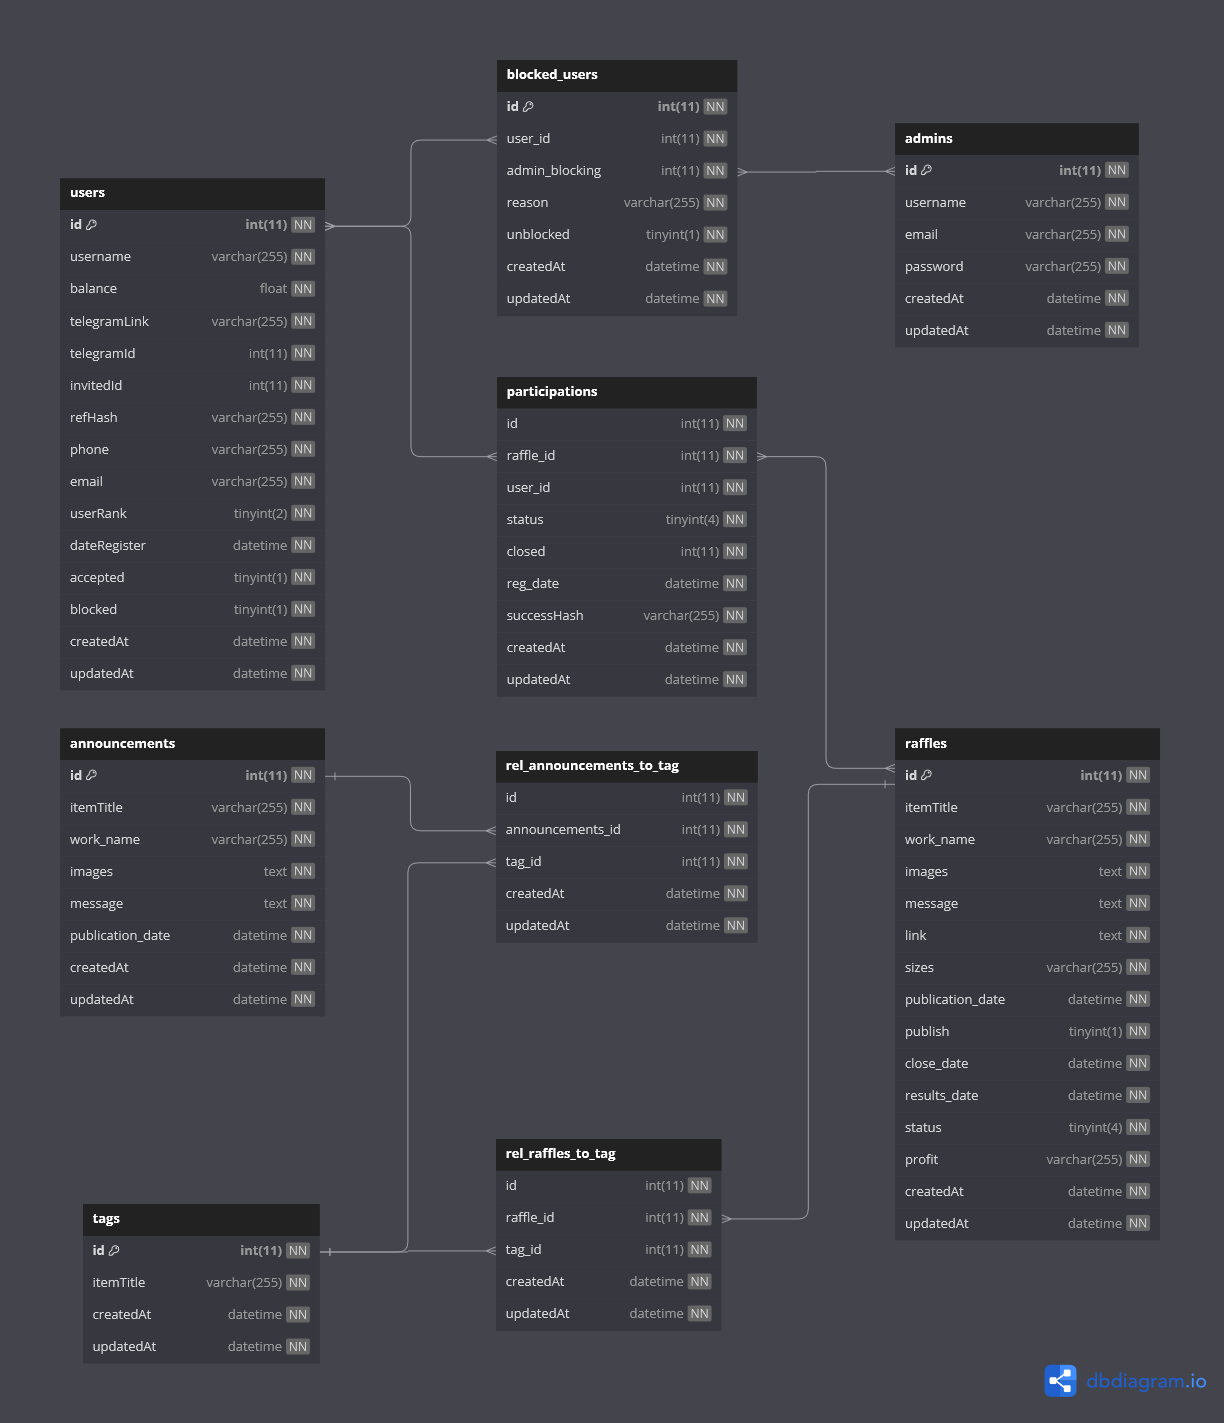 blocked_users
id int(11) NN
user_id int(11) NN
admin_blocking int(11) NN
reason varchar(255) NN
unblocked tinyint(1) NN
createdAt datetime NN
updatedAt datetime NN
admins
id int(11) NN
username varchar(255) NN
email varchar(255) NN
password varchar(255) NN
createdAt datetime NN
updatedAt datetime NN
users
id int(11) NN
username varchar(255) NN
balance float NN
telegramLink varchar(255) NN
telegramId int(11) NN
invitedId int(11) NN
refHash varchar(255) NN
phone varchar(255) NN
email varchar(255) NN
userRank tinyint(2) NN
dateRegister datetime NN
accepted tinyint(1) NN
blocked tinyint(1) NN
createdAt datetime NN
updatedAt datetime NN
participations
id int(11) NN
raffle_id int(11) NN
user_id int(11) NN
status tinyint(4) NN
closed int(11) NN
reg_date datetime NN
successHash varchar(255) NN
createdAt datetime NN
updatedAt datetime NN
announcements
id int(11) NN
itemTitle varchar(255) NN
work_name varchar(255) NN
images text NN
message text NN
publication_date datetime NN
createdAt datetime NN
updatedAt datetime NN
rel_announcements_to_tag
id int(11) NN
announcements_id int(11) NN
tag_id int(11) NN
createdAt datetime NN
updatedAt datetime NN
raffles
id int(11) NN
itemTitle varchar(255) NN
work_name varchar(255) NN
images text NN
message text NN
link text NN
sizes varchar(255) NN
publication_date datetime NN
publish tinyint(1) NN
close_date datetime NN
results_date datetime NN
status tinyint(4) NN
profit varchar(255) NN
createdAt datetime NN
updatedAt datetime NN
rel_raffles_to_tag
id int(11) NN
raffle_id int(11) NN
tag_id int(11) NN
createdAt datetime NN
updatedAt datetime NN
tags
id int(11) NN
itemTitle varchar(255) NN
createdAt datetime NN
updatedAt datetime NN
dbdiagram.io